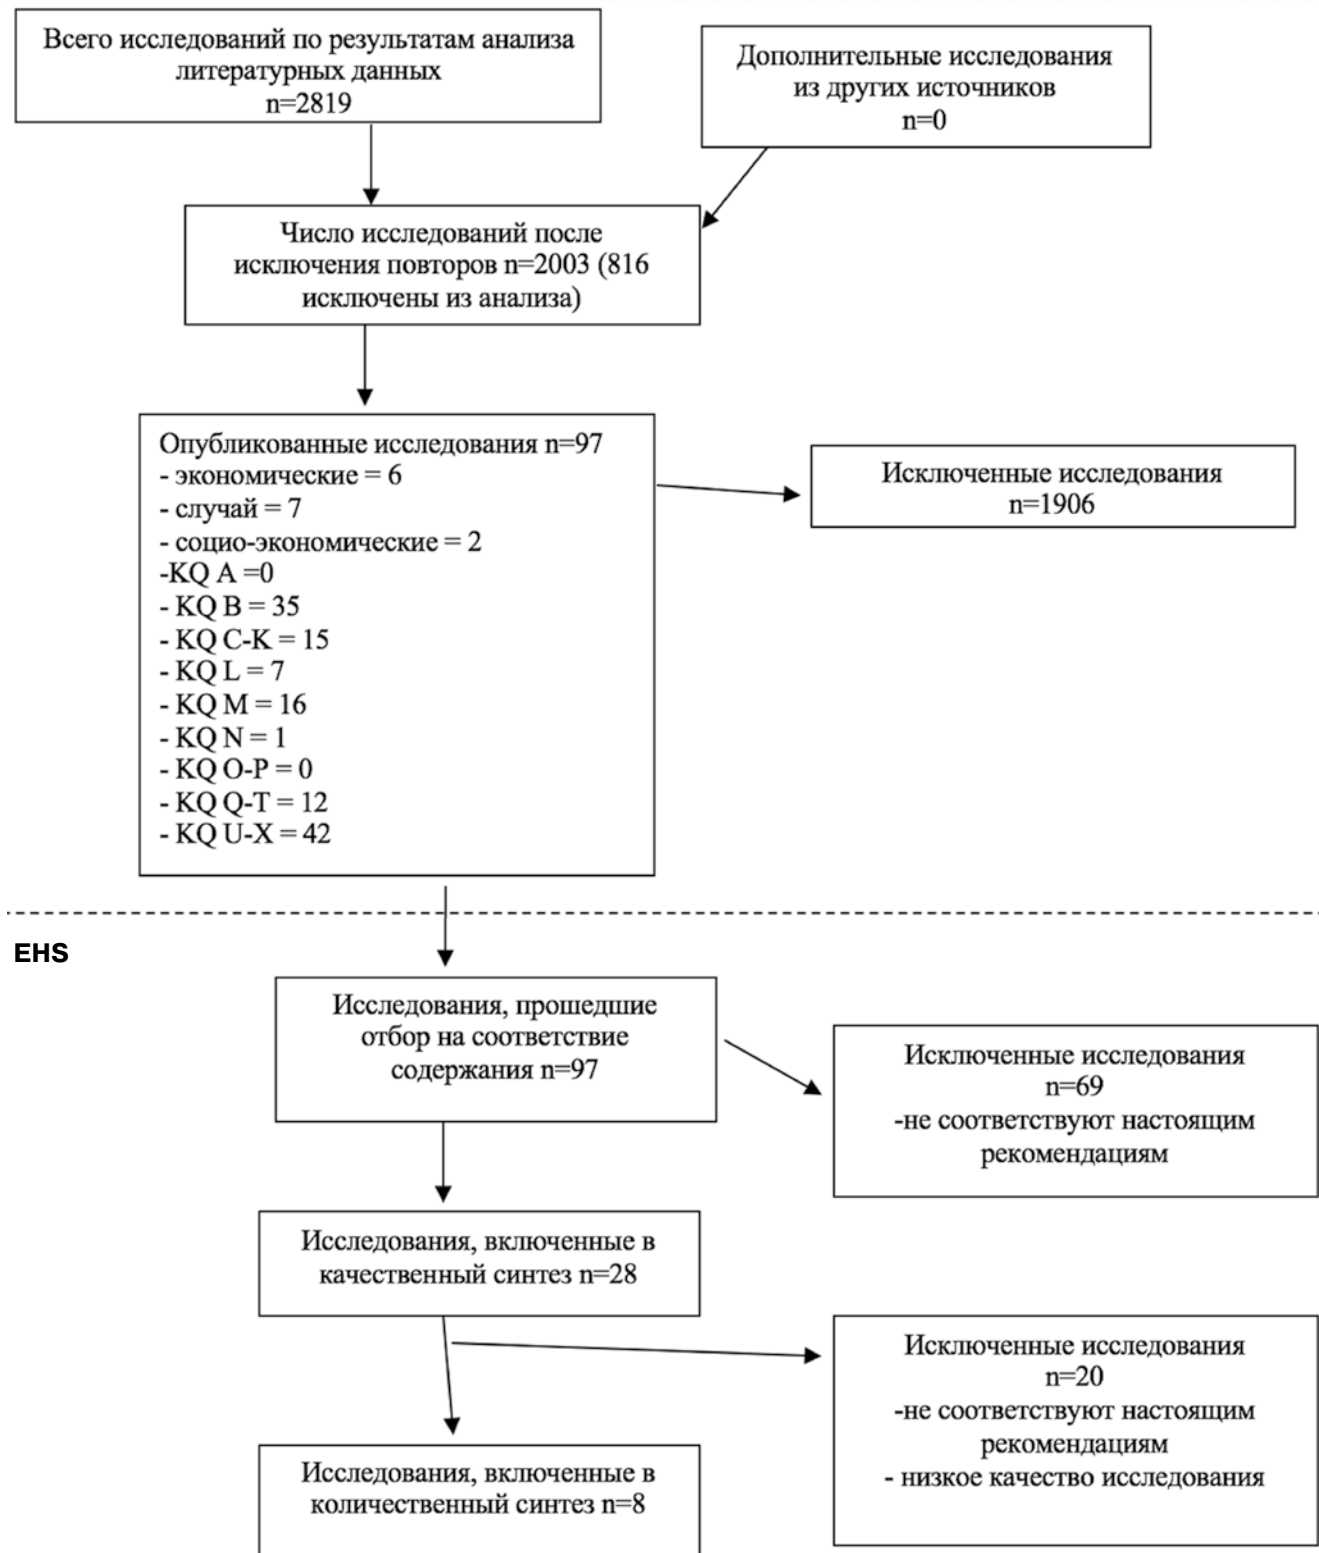 Всего исследований по результатам анализа
литературных данных
n=2819
Дополнительные исследования
из других источников
n=0
Число исследований после
исключения повторов n=2003 (816
исключены из анализа)
Опубликованные исследования n=97
- экономические = 6
- случай = 7
- социо-экономические = 2
-KQ A =0
- KQ B = 35
- KQ C-K = 15
- KQ L = 7
- KQ M = 16
- KQ N = 1
- KQ O-P = 0
- KQ Q-T = 12
- KQ U-X = 42
Исключенные исследования
n=1906
EHS
Исследования, прошедшие
отбор на соответствие
содержания n=97
Исключенные исследования
n=69
-не соответствуют настоящим
рекомендациям
Исследования, включенные в
качественный синтез n=28
Исключенные исследования
n=20
-не соответствуют настоящим
рекомендациям
- низкое качество исследования
Исследования, включенные в
количественный синтез n=8